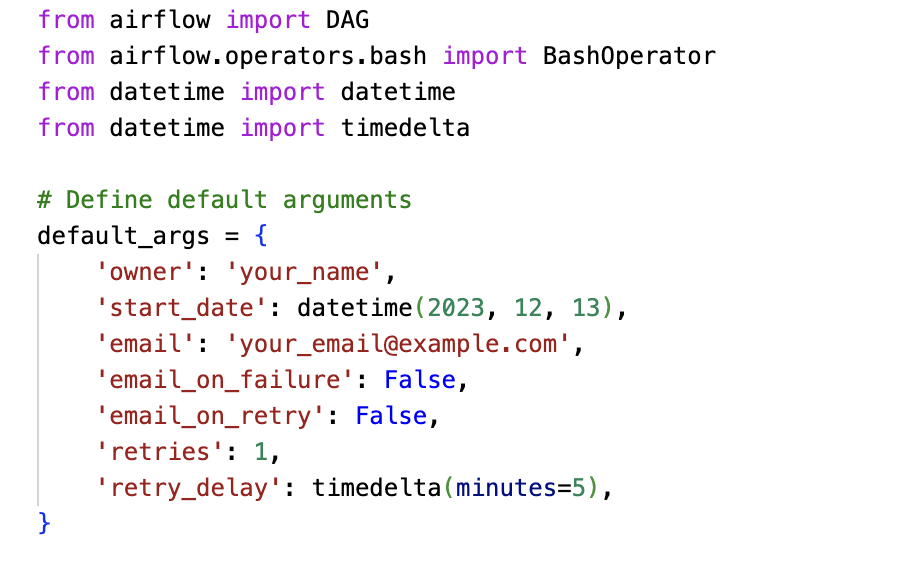 from airflow import DAG
from airflow.operators.bash import BashOperator
from datetime import datetime
from datetime import timedelta
# Define default arguments
default_args = {
    'owner': 'your_name',
    'start_date': datetime(2023, 12, 13),
    'email': 'your_email@example.com',
    'email_on_failure': False,
    'email_on_retry': False,
    'retries': 1,
    'retry_delay': timedelta(minutes=5),
}